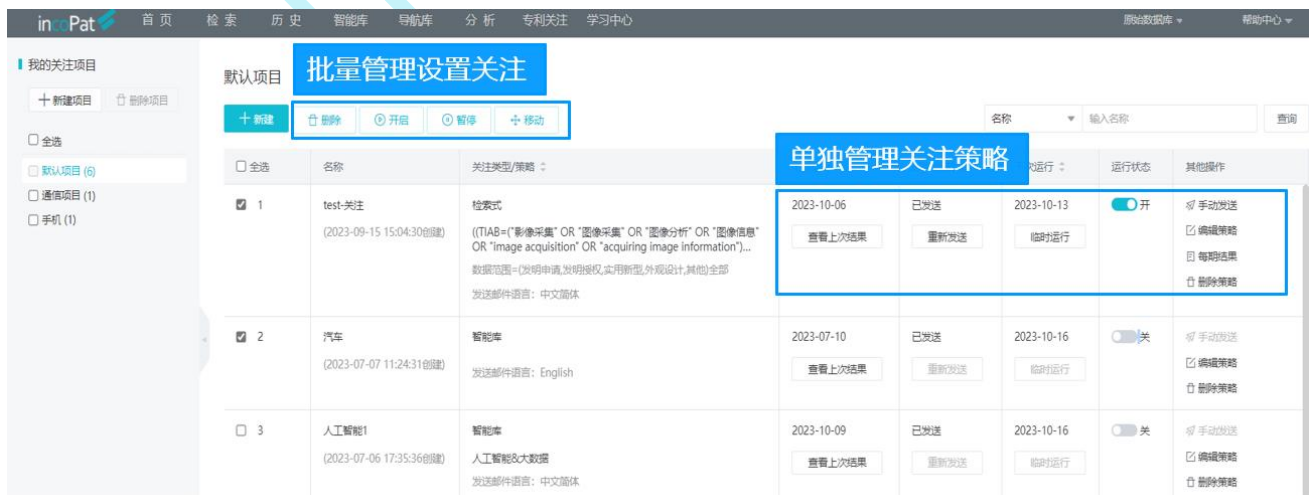 incoPat 首页 检索 历史 智能库 导航库 分析 专利关注 学习中心 原始数据库 帮助中心
我的关注项目
新建项目 删除项目
全选
默认项目 (6)
通信项目 (1)
手机 (1)
默认项目 批量管理设置关注
新建 删除 开启 暂停 移动 名称 输入名称 查询
单独管理关注策略
全选 名称 关注类型/策略 次运行 运行状态 其他操作
1 test-关注 检索式 2023-10-06 已发送 2023-10-13 开 手动发送
(2023-09-15 15:04:30创建) ((TIAB=("影像采集" OR "图像采集" OR "图像分析" OR "图像信息" 查看上次结果 重新发送 临时运行 编辑策略
OR "image acquisition" OR "acquiring image information")... 每期结果
数据范围=(发明申请,发明授权,实用新型,外观设计,其他)全部 删除策略
发送邮件语言：中文简体
2 汽车 智能库 2023-07-10 已发送 2023-10-16 关 手动发送
(2023-07-07 11:24:31创建) 发送邮件语言：English 查看上次结果 重新发送 临时运行 编辑策略
删除策略
3 人工智能1 智能库 2023-10-09 已发送 2023-10-16 关 手动发送
(2023-07-06 17:35:36创建) 人工智能&大数据 查看上次结果 重新发送 临时运行 编辑策略
发送邮件语言：中文简体 删除策略